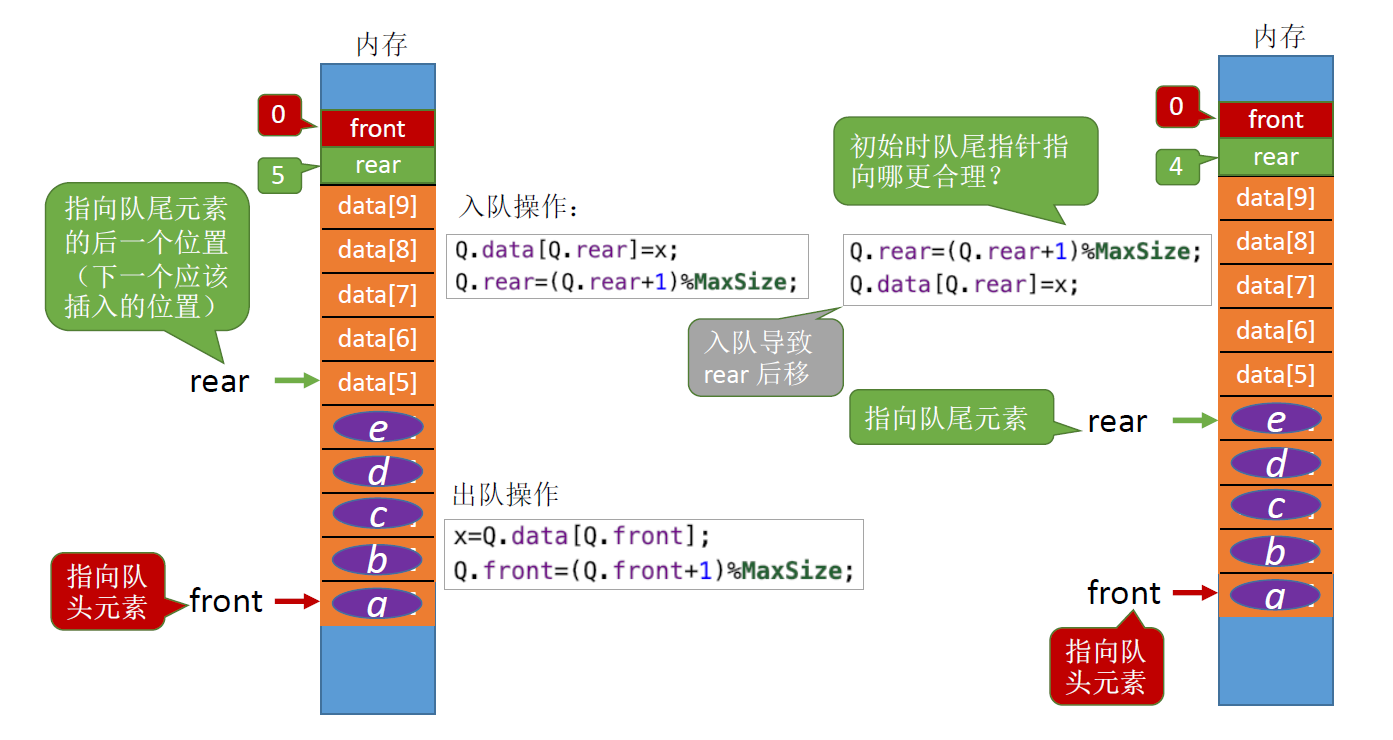 内存
0
front
5
rear
指向队尾元素
的后一个位置
（下一个应该
插入的位置）
data[9]
data[8]
data[7]
data[6]
rear
data[5]
e
d
c
b
指向队
头元素
front
a
入队操作：
Q.data[Q.rear]=x;
Q.rear=(Q.rear+1)%MaxSize;
入队导致
rear 后移
出队操作
x=Q.data[Q.front];
Q.front=(Q.front+1)%MaxSize;
初始时队尾指针指
向哪更合理？
Q.rear=(Q.rear+1)%MaxSize;
Q.data[Q.rear]=x;
指向队尾元素
rear
内存
0
front
4
rear
data[9]
data[8]
data[7]
data[6]
data[5]
e
d
c
b
front
a
指向队
头元素